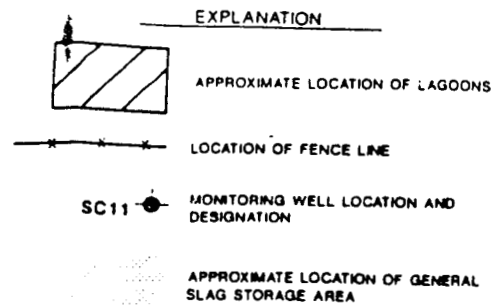 EXPLANATION
APPROXIMATE LOCATION OF LAGOONS
LOCATION OF FENCE LINE
SC11
MONITORING WELL LOCATION AND
DESIGNATION
APPROXIMATE LOCATION OF GENERAL
SLAG STORAGE AREA